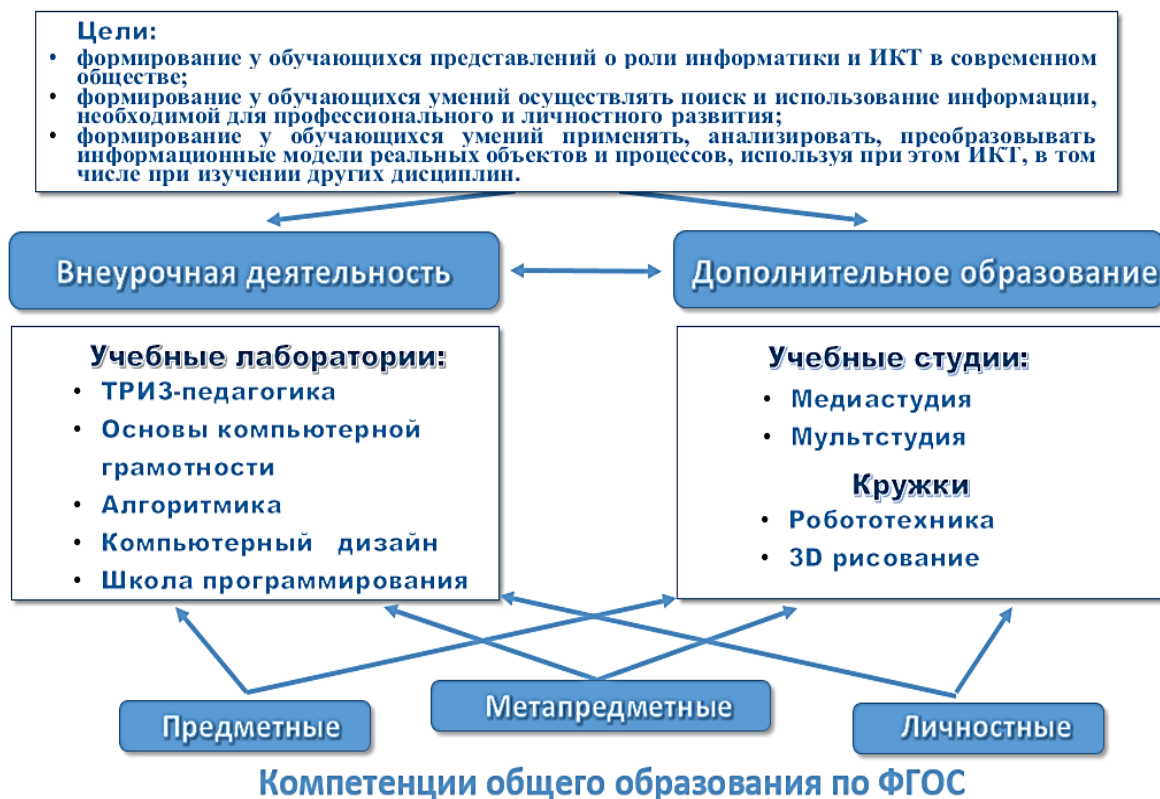 Цели:
• формирование у обучающихся представлений о роли информатики и ИКТ в современном
обществе;
• формирование у обучающихся умений осуществлять поиск и использование информации,
необходимой для профессионального и личностного развития;
• формирование у обучающихся умений применять, анализировать, преобразовывать
информационные модели реальных объектов и процессов, используя при этом ИКТ, в том
числе при изучении других дисциплин.
Внеурочная деятельность
Дополнительное образование
Учебные лаборатории:
• ТРИЗ-педагогика
• Основы компьютерной
грамотности
• Алгоритмика
• Компьютерный дизайн
• Школа программирования
Учебные студии:
• Медиастудия
• Мультстудия
Кружки
• Робототехника
• 3D рисование
Предметные
Метапредметные
Личностные
Компетенции общего образования по ФГОС